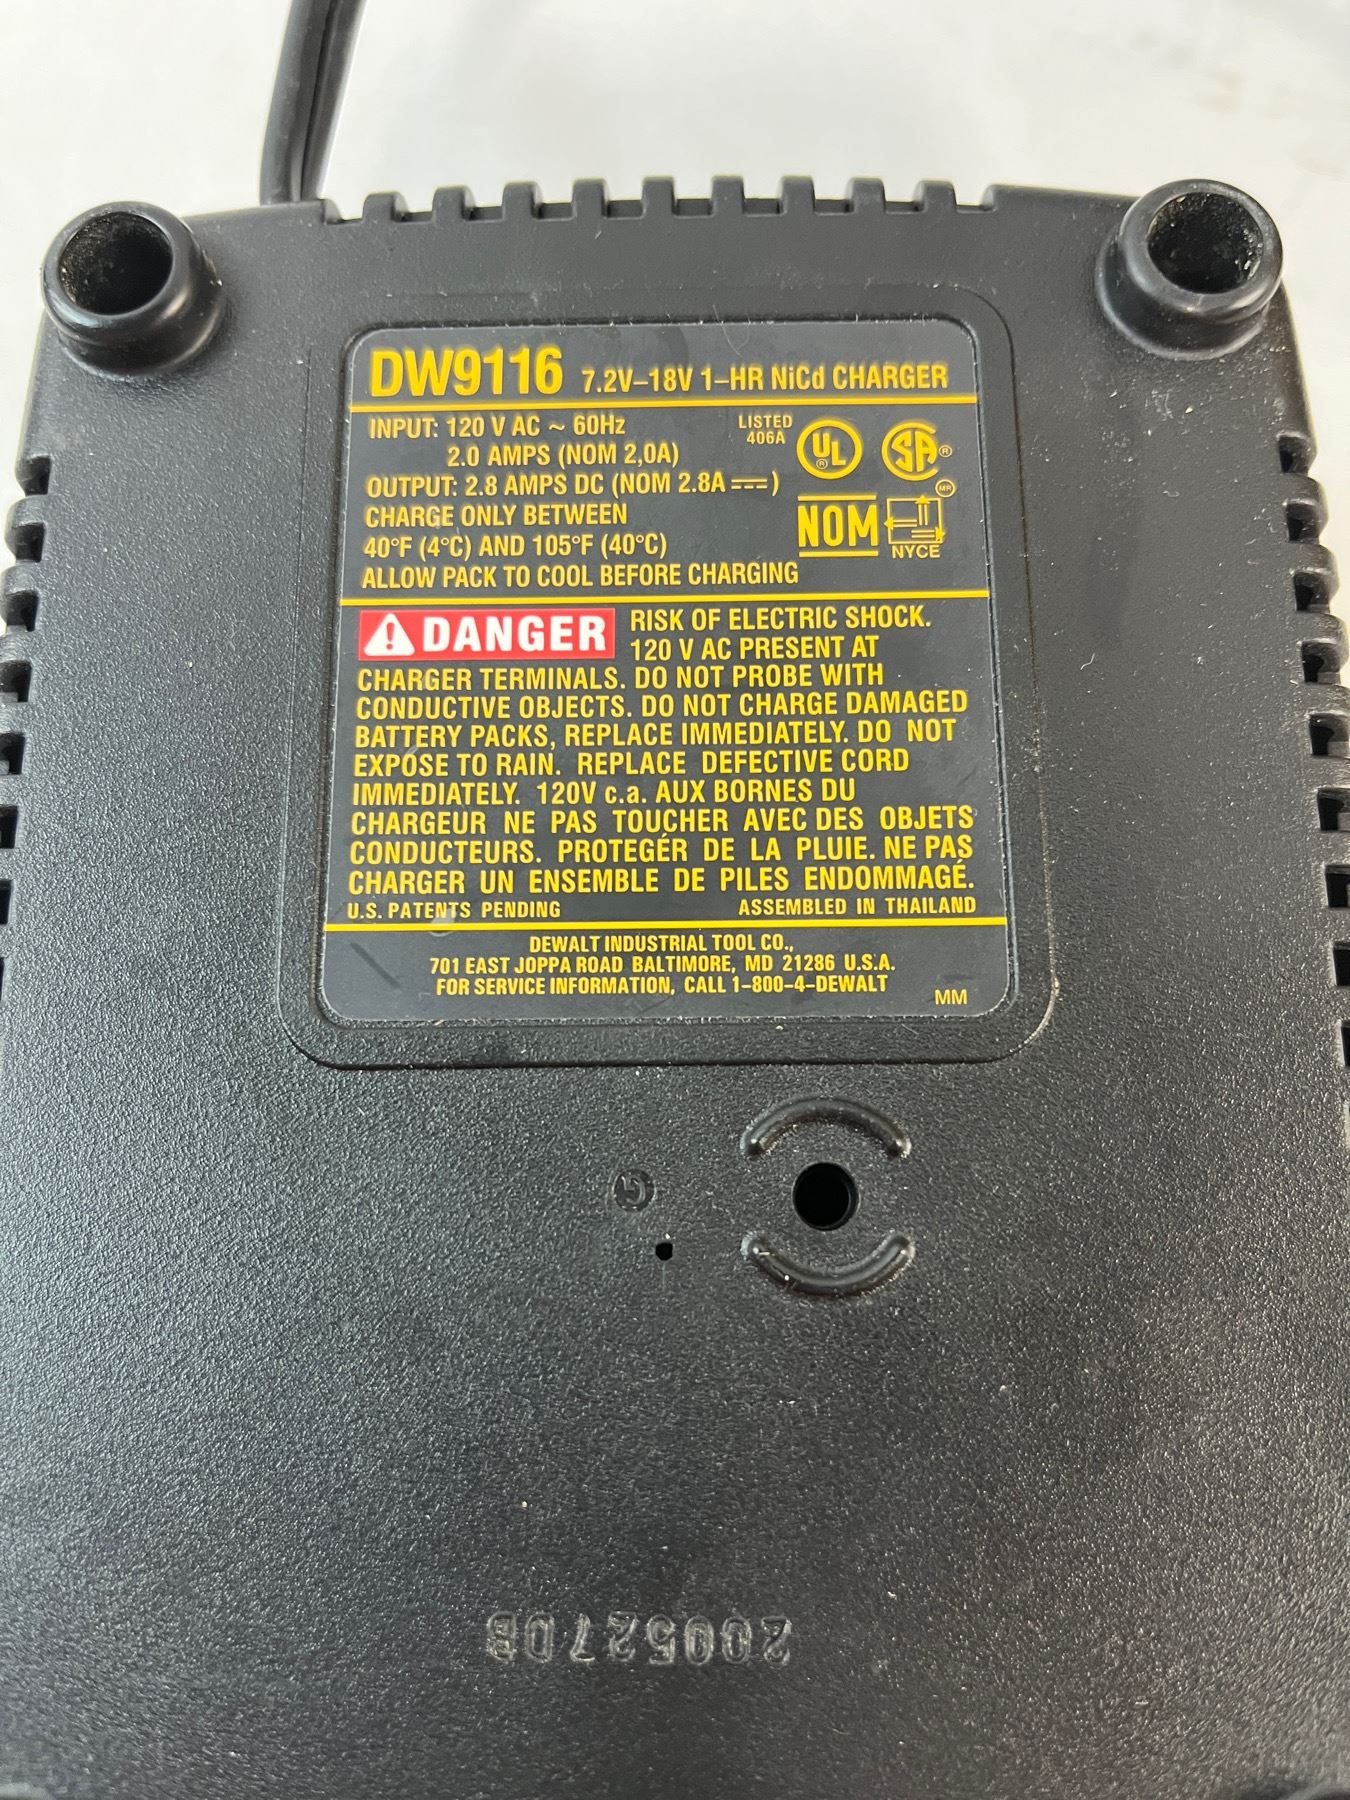 DW9116 7.2V–18V 1–HR NiCd CHARGER
INPUT: 120 V AC ~ 60Hz
2.0 AMPS (NOM 2,0A)
LISTED
406A
UL
®
SA
®
OUTPUT: 2.8 AMPS DC (NOM 2.8A ⎓)
CHARGE ONLY BETWEEN
40°F (4°C) AND 105°F (40°C)
ALLOW PACK TO COOL BEFORE CHARGING
NOM
MR
NYCE
DANGER RISK OF ELECTRIC SHOCK.
120 V AC PRESENT AT
CHARGER TERMINALS. DO NOT PROBE WITH
CONDUCTIVE OBJECTS. DO NOT CHARGE DAMAGED
BATTERY PACKS, REPLACE IMMEDIATELY. DO NOT
EXPOSE TO RAIN. REPLACE DEFECTIVE CORD
IMMEDIATELY. 120V c.a. AUX BORNES DU
CHARGEUR NE PAS TOUCHER AVEC DES OBJETS
CONDUCTEURS. PROTEGÉR DE LA PLUIE. NE PAS
CHARGER UN ENSEMBLE DE PILES ENDOMMAGÉ.
U.S. PATENTS PENDING ASSEMBLED IN THAILAND
DEWALT INDUSTRIAL TOOL CO.,
701 EAST JOPPA ROAD BALTIMORE, MD 21286 U.S.A.
FOR SERVICE INFORMATION, CALL 1–800–4–DEWALT
MM
G
200527DB